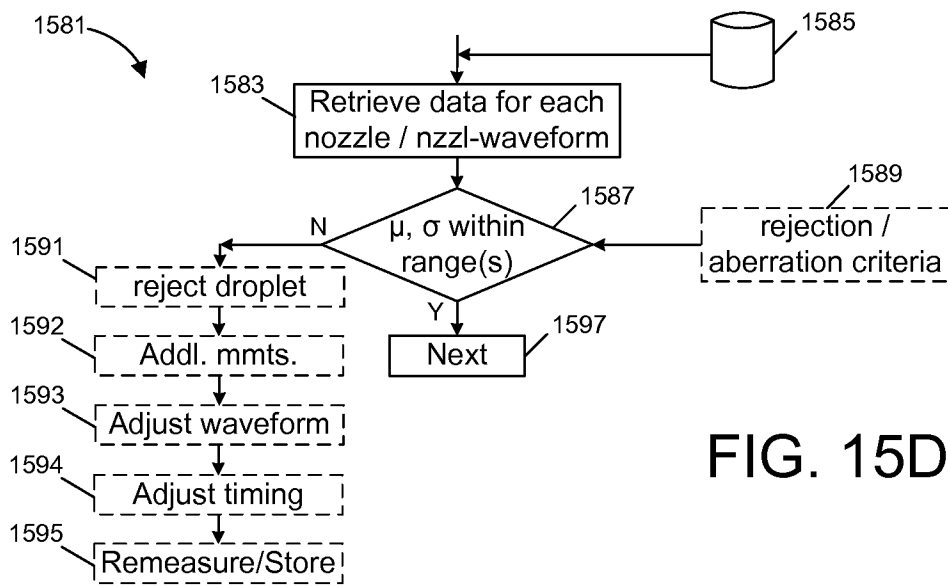 1581
1585
1583
Retrieve data for each
nozzle / nzzl-waveform
1587
1589
N
μ, σ within
range(s)
rejection /
aberration criteria
1591
reject droplet
Y
1592
1597
Addl. mmts.
Next
1593
Adjust waveform
FIG. 15D
1594
Adjust timing
1595
Remeasure/Store